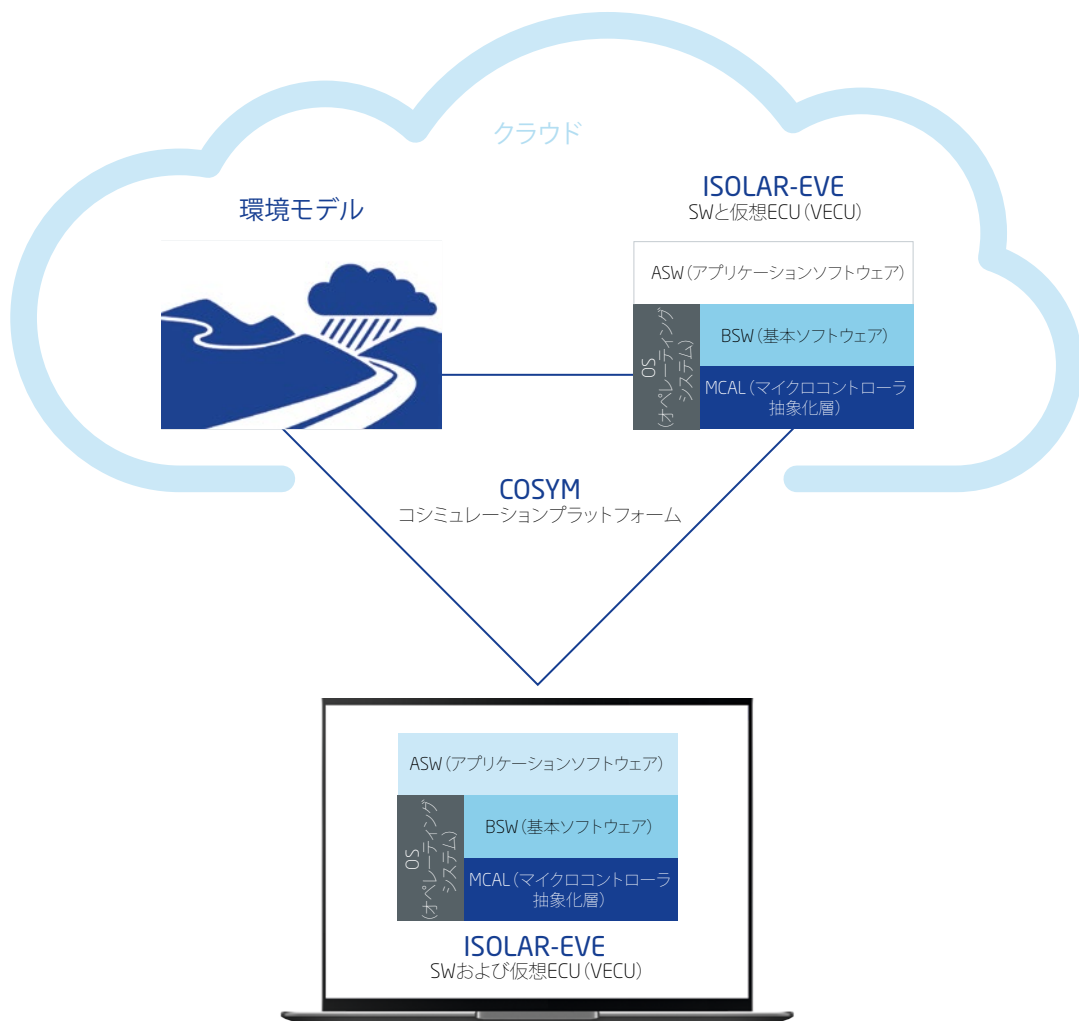 クラウド
環境モデル
ISOLAR-EVE
SWと仮想ECU(VECU)
ASW(アプリケーションソフトウェア)
OS
(オペレーティング
システム)
BSW(基本ソフトウェア)
MCAL(マイクロコントローラ
抽象化層)
COSYM
コシミュレーションプラットフォーム
ASW(アプリケーションソフトウェア)
OS
(オペレーティング
システム)
BSW(基本ソフトウェア)
MCAL(マイクロコントローラ
抽象化層)
ISOLAR-EVE
SWおよび仮想ECU(VECU)